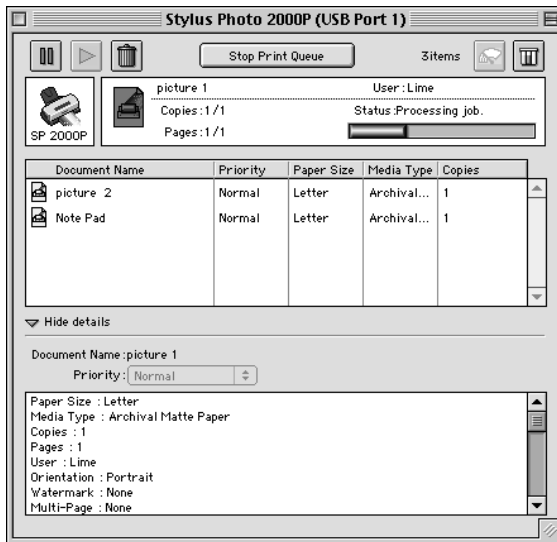 Stylus Photo 2000P (USB Port 1)
Stop Print Queue
3items
SP 2000P
picture 1 User:Lime
Copies:1/1 Status:Processing job.
Pages:1/1
Document Name Priority Paper Size Media Type Copies
picture 2 Normal Letter Archival... 1
Note Pad Normal Letter Archival... 1
Hide details
Document Name:picture 1
Priority: Normal
Paper Size : Letter
Media Type : Archival Matte Paper
Copies : 1
Pages : 1
User : Lime
Orientation : Portrait
Watermark : None
Multi-Page : None